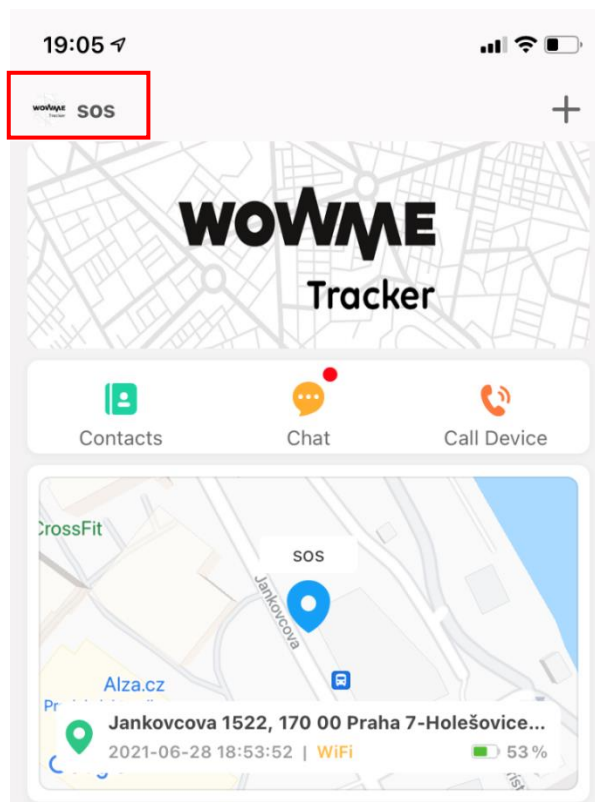 19:05
WOWME
Tracker
sos
+
WOWME
Tracker
Contacts
Chat
Call Device
CrossFit
sos
Jankovcova
Alza.cz
Jankovcova 1522, 170 00 Praha 7-Holešovice...
2021-06-28 18:53:52 | WiFi
53%